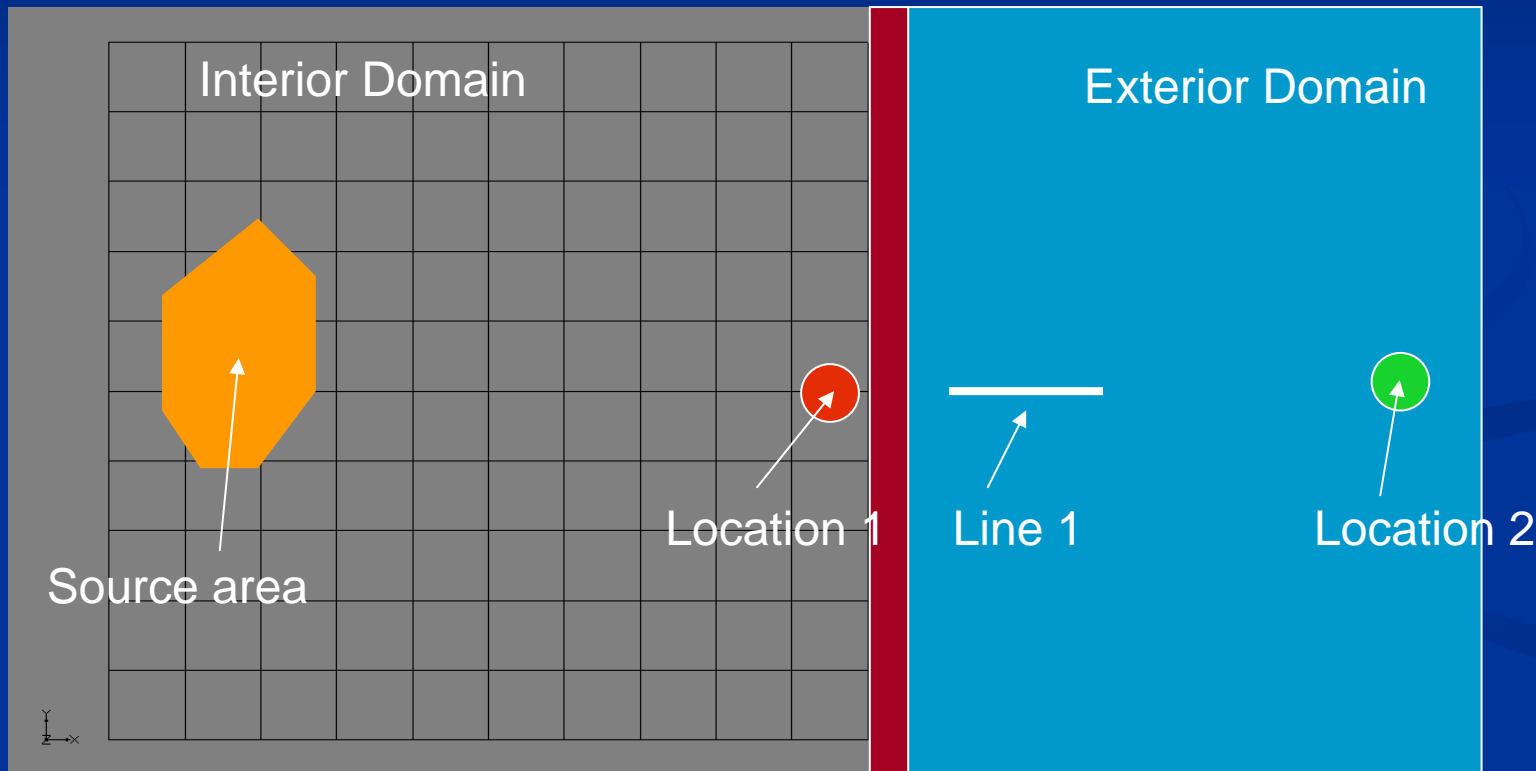 Interior Domain
Exterior Domain
Location 1
Line 1
Location 2
Source area
Y
Z
X